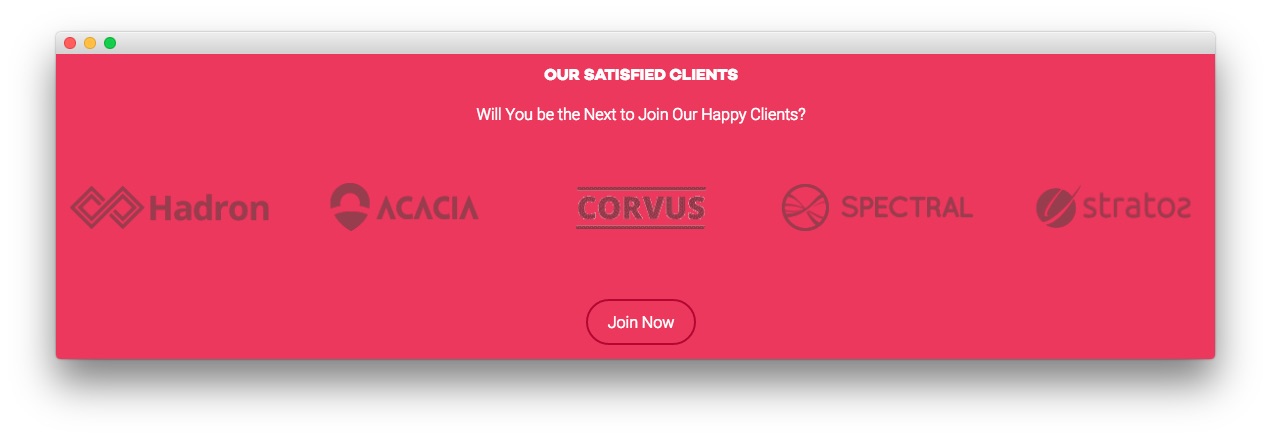 OUR SATISFIED CLIENTS
Will You be the Next to Join Our Happy Clients?
Hadron ACACIA CORVUS SPECTRAL stratos
Join Now